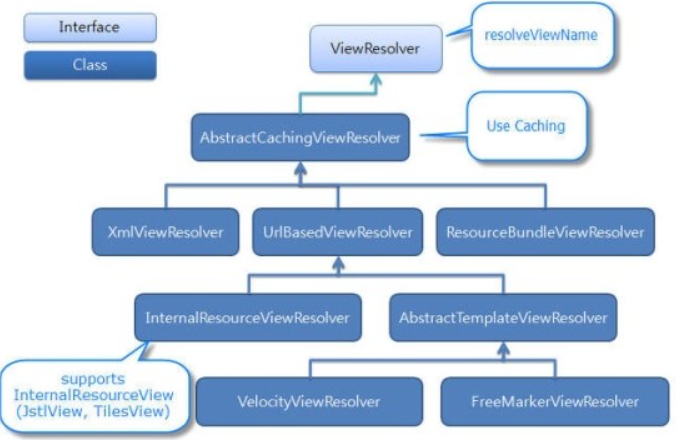 Interface
Class
ViewResolver
resolveViewName
AbstractCachingViewResolver
Use Caching
XmlViewResolver
UrlBasedViewResolver
ResourceBundleViewResolver
InternalResourceViewResolver
AbstractTemplateViewResolver
supports
InternalResourceView
(JstlView, TilesView)
VelocityViewResolver
FreeMarkerViewResolver